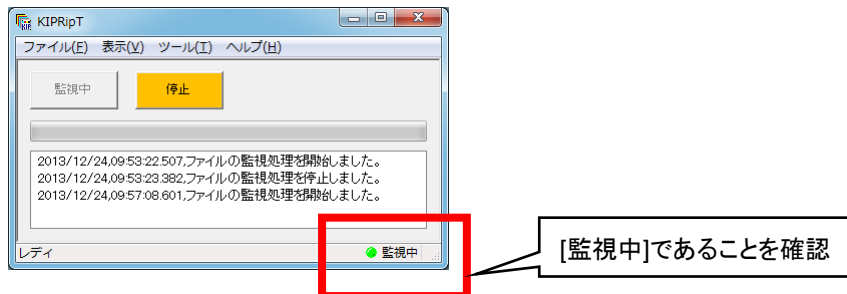 KIPRipT
ファイル(F) 表示(V) ツール(T) ヘルプ(H)
監視中 停止
2013/12/24,09:53:22.507,ファイルの監視処理を開始しました。
2013/12/24,09:53:23.382,ファイルの監視処理を停止しました。
2013/12/24,09:57:08.601,ファイルの監視処理を開始しました。
レディ 監視中
[監視中]であることを確認